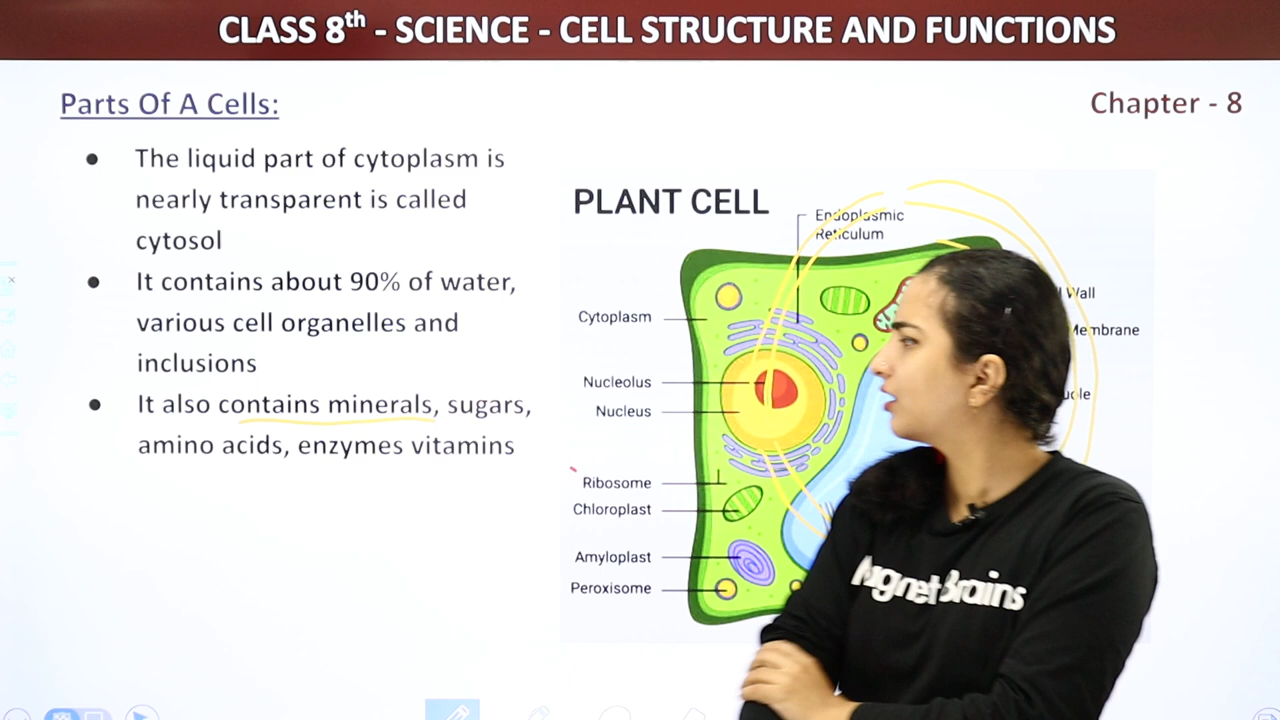 CLASS 8th - SCIENCE - CELL STRUCTURE AND FUNCTIONS
Parts Of A Cells:
Chapter - 8
● The liquid part of cytoplasm is
nearly transparent is called
cytosol
● It contains about 90% of water,
various cell organelles and
inclusions
● It also contains minerals, sugars,
amino acids, enzymes vitamins
PLANT CELL
Endoplasmic
Reticulum
Wall
Membrane
Cytoplasm
Nucleolus
Nucleus
Ribosome
Chloroplast
Amyloplast
Peroxisome
Magnet Brains